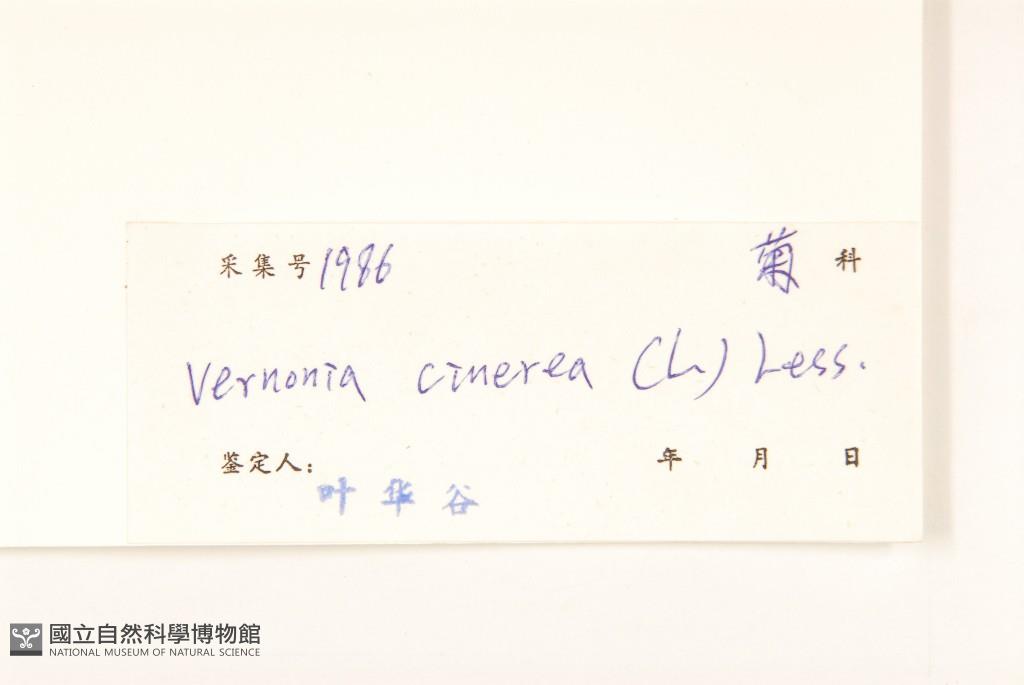 采集号 1986 菊 科
Vernonia cinerea (L.) Less.
鉴定人: 年 月 日
叶 华 谷
國立自然科學博物館
NATIONAL MUSEUM OF NATURAL SCIENCE